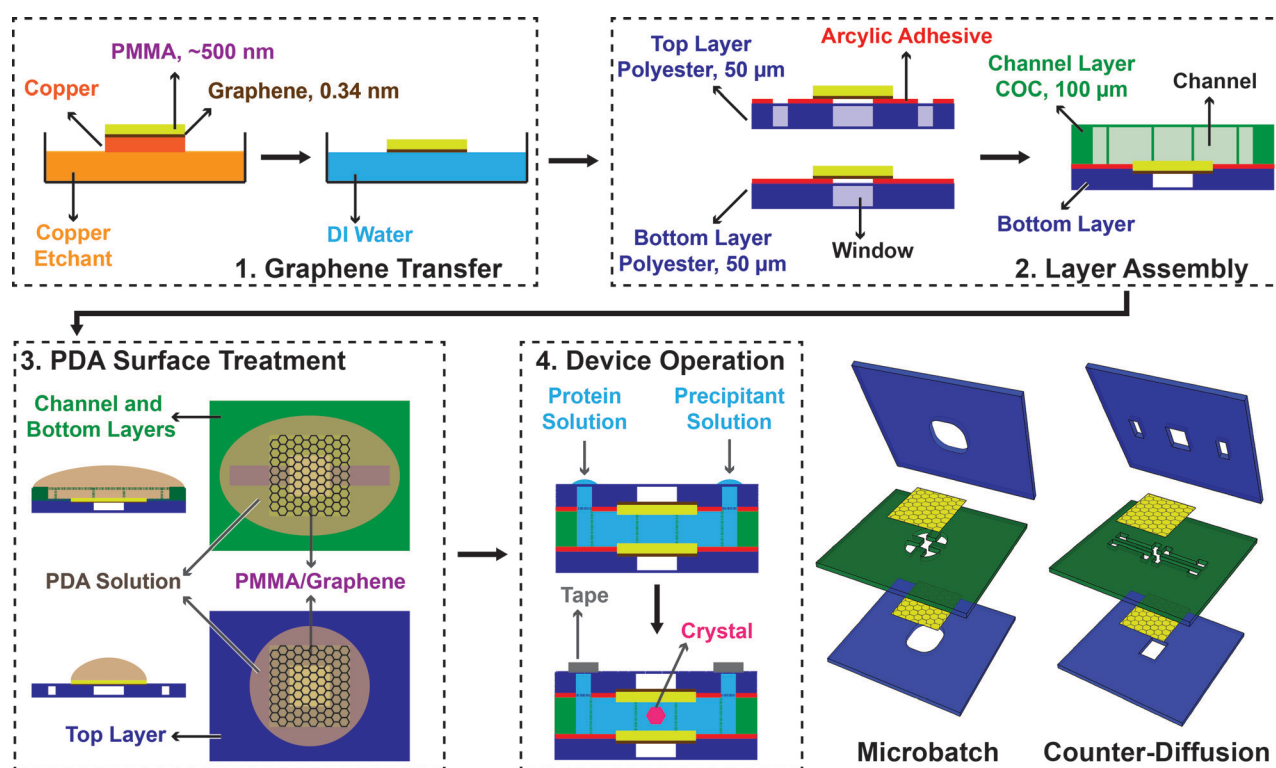 PMMA, ~500 nm
Copper
Graphene, 0.34 nm
Copper
Etchant
DI Water
1. Graphene Transfer
Top Layer
Polyester, 50 µm
Arcylic Adhesive
Channel Layer
COC, 100 µm
Channel
Bottom Layer
Polyester, 50 µm
Window
Bottom Layer
2. Layer Assembly
3. PDA Surface Treatment
Channel and
Bottom Layers
PDA Solution
PMMA/Graphene
Top Layer
4. Device Operation
Protein
Solution
Precipitant
Solution
Tape
Crystal
Microbatch
Counter-Diffusion